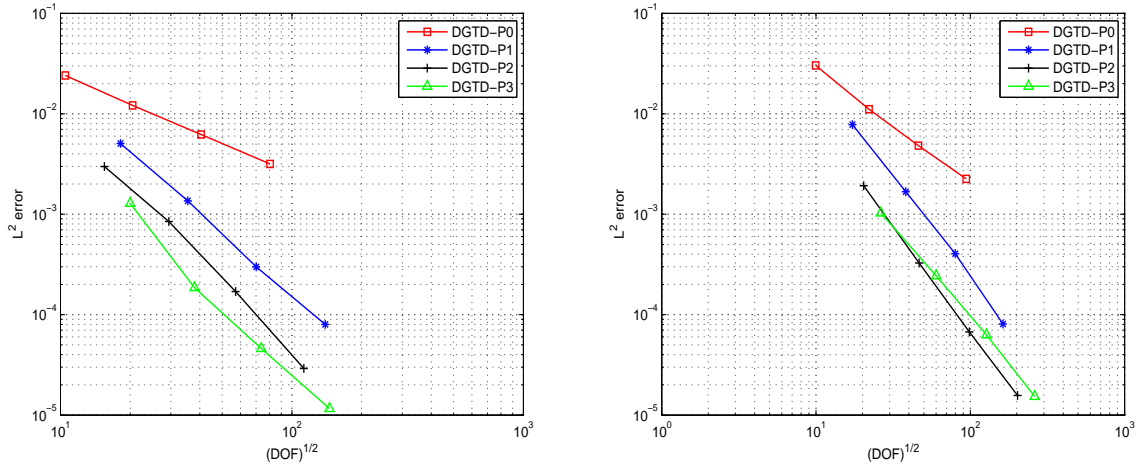 10^-1
10^-2
10^-3
10^-4
10^-5
L^2 error
10^1
10^2
10^3
(DOF)^1/2
DGTD-P0
DGTD-P1
DGTD-P2
DGTD-P3
10^-1
10^-2
10^-3
10^-4
10^-5
L^2 error
10^0
10^1
10^2
10^3
(DOF)^1/2
DGTD-P0
DGTD-P1
DGTD-P2
DGTD-P3